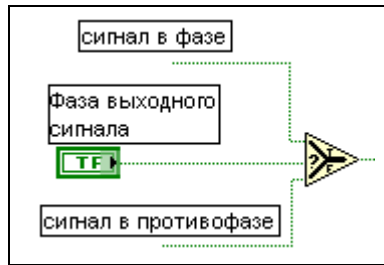 сигнал в фазе
Фаза выходного
сигнала
TF
? T
F
сигнал в противофазе